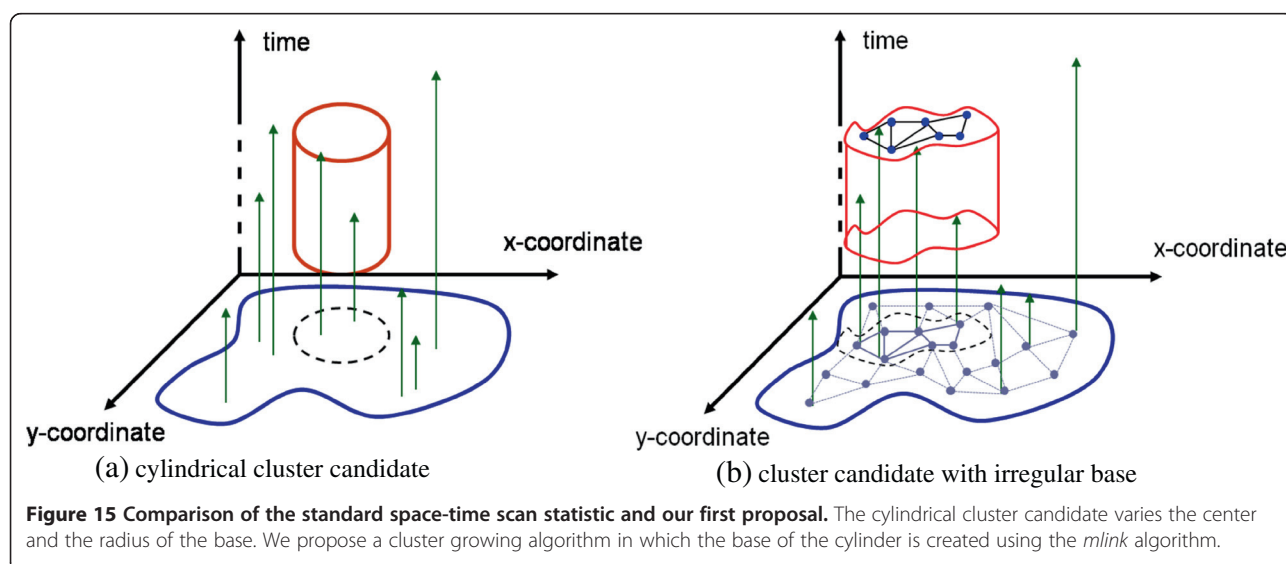 time
x-coordinate
y-coordinate
(a) cylindrical cluster candidate
time
x-coordinate
y-coordinate
(b) cluster candidate with irregular base
Figure 15 Comparison of the standard space-time scan statistic and our first proposal. The cylindrical cluster candidate varies the center
and the radius of the base. We propose a cluster growing algorithm in which the base of the cylinder is created using the mlink algorithm.